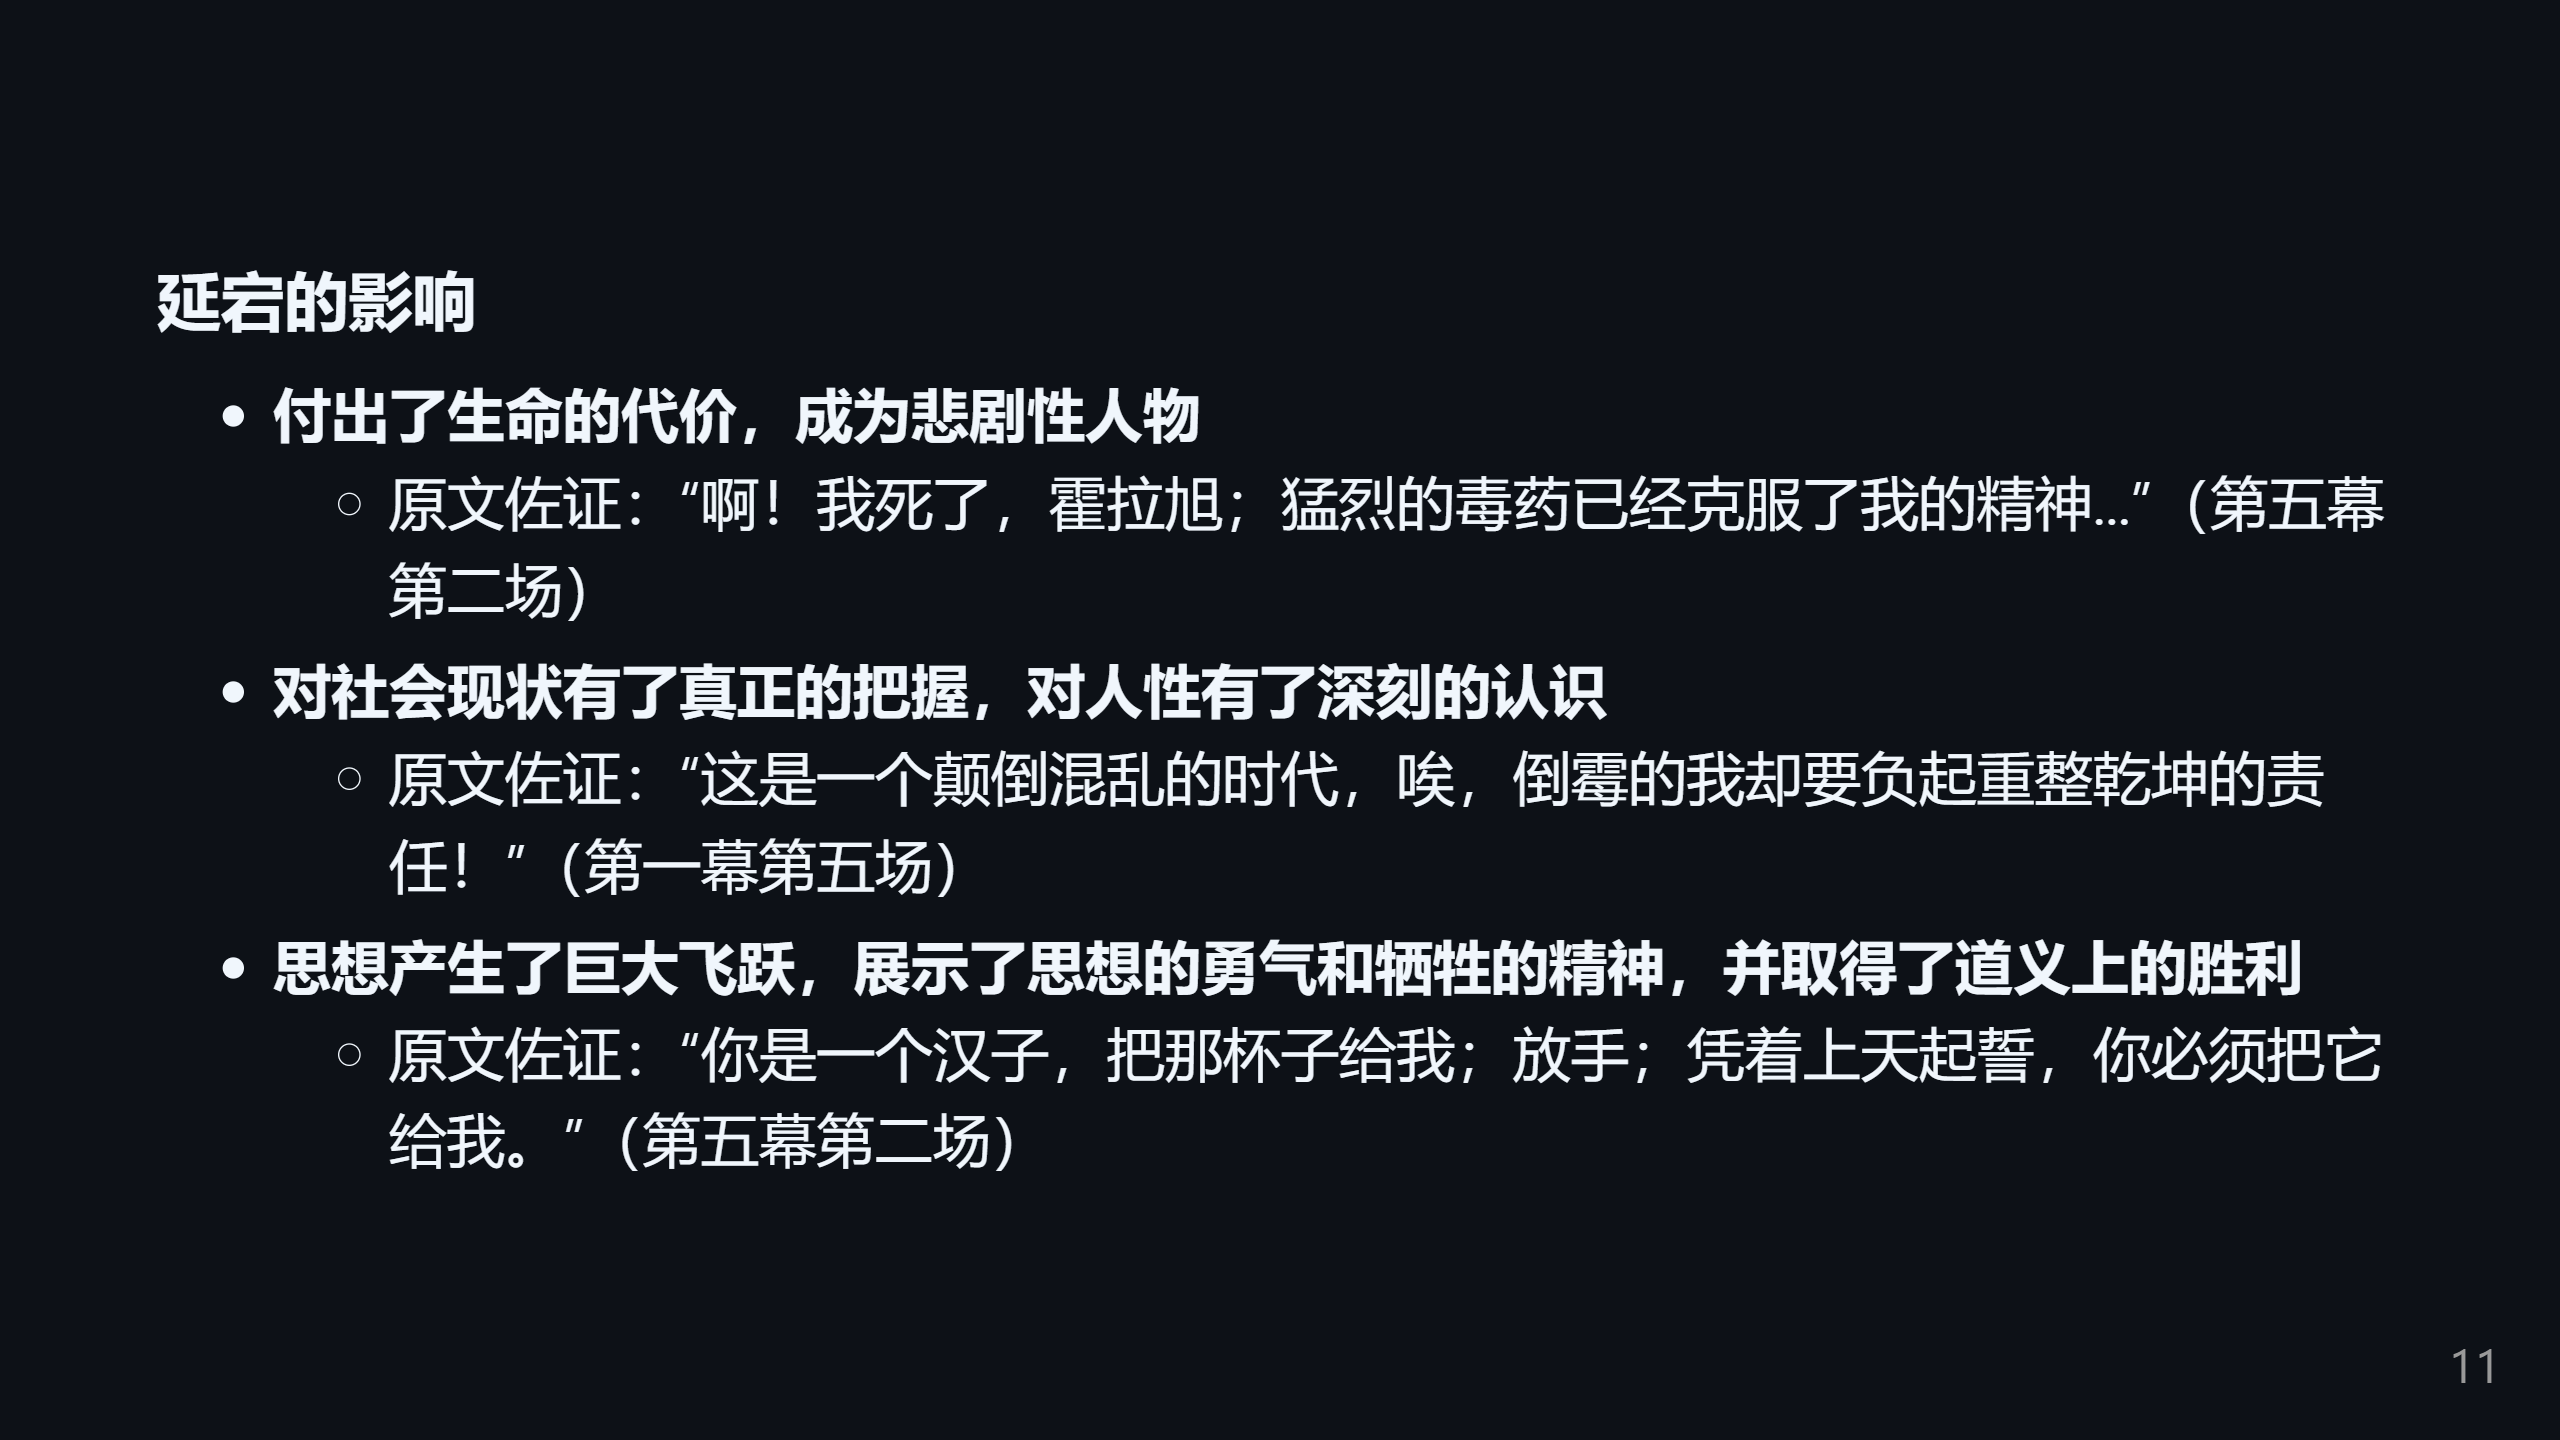 延宕的影响
• 付出了生命的代价，成为悲剧性人物
○ 原文佐证：“啊！我死了，霍拉旭；猛烈的毒药已经克服了我的精神...”（第五幕
第二场）
• 对社会现状有了真正的把握，对人性有了深刻的认识
○ 原文佐证：“这是一个颠倒混乱的时代，唉，倒霉的我却要负起重整乾坤的责
任！”（第一幕第五场）
• 思想产生了巨大飞跃，展示了思想的勇气和牺牲的精神，并取得了道义上的胜利
○ 原文佐证：“你是一个汉子，把那杯子给我；放手；凭着上天起誓，你必须把它
给我。”（第五幕第二场）
11